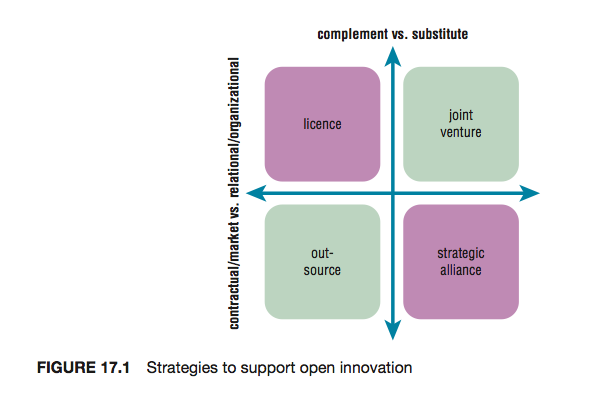 complement vs. substitute
contractual/market vs. relational/organizational
licence
joint
venture
out-
source
strategic
alliance
FIGURE 17.1 Strategies to support open innovation